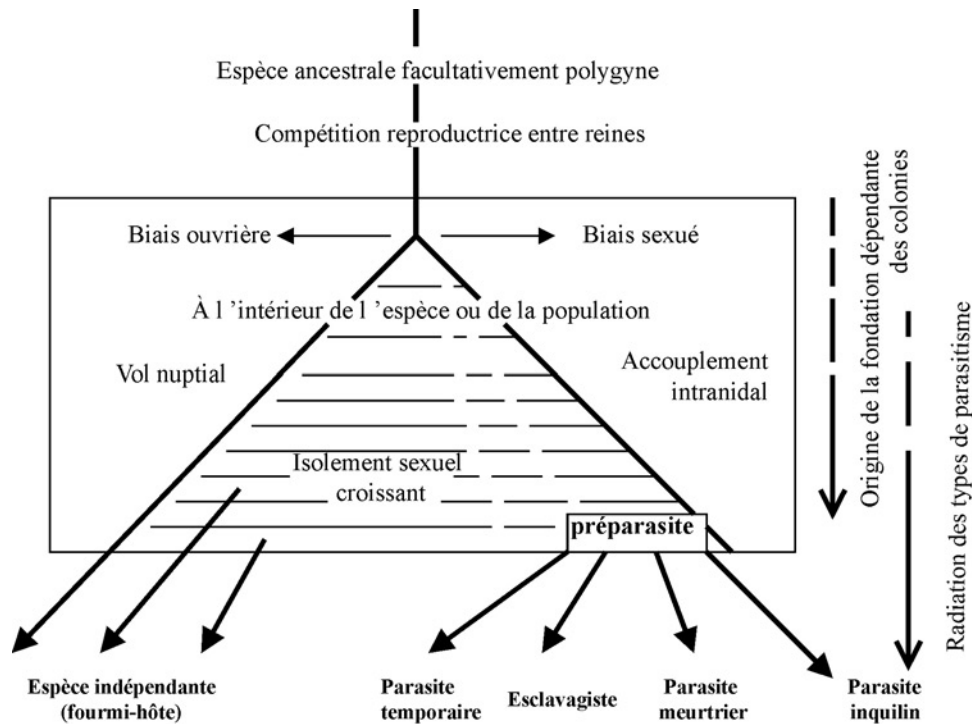 Espèce ancestrale facultativement polygyne
Compétition reproductrice entre reines
Biais ouvrière
Biais sexué
À l ’intérieur de l ’espèce ou de la population
Vol nuptial
Accouplement
intranidal
Isolement sexuel
croissant
préparasite
Espèce indépendante
(fourmi-hôte)
Parasite
temporaire
Esclavagiste
Parasite
meurtrier
Parasite
inquilin
Origine de la fondation dépendante
des colonies
Radiation des types de parasitisme